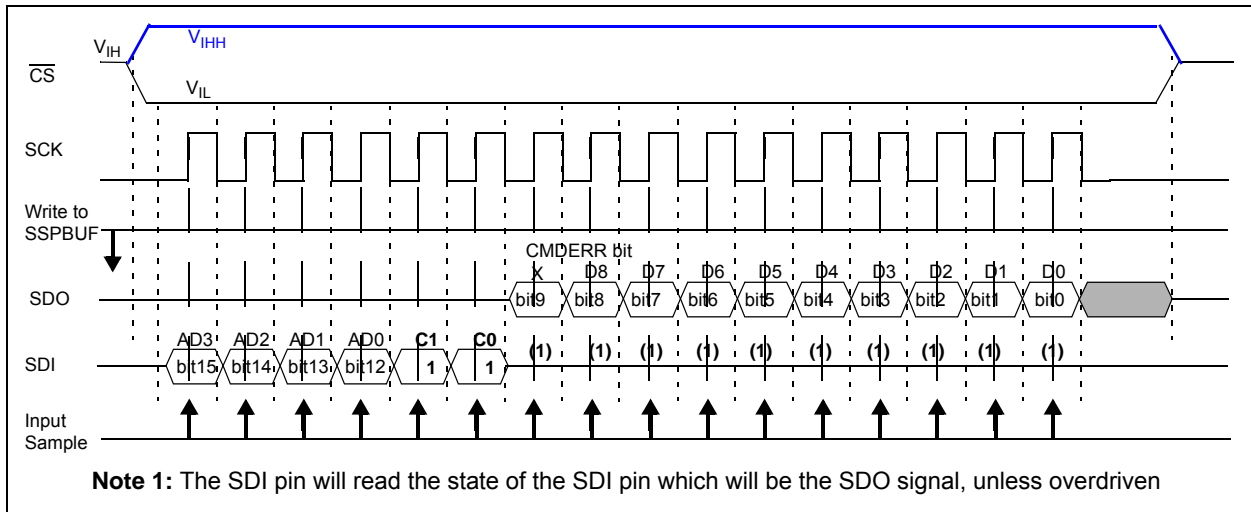 VIHH
VIH
CS
VIL
SCK
Write to
SSPBUF
CMDERR bit
X D8 D7 D6 D5 D4 D3 D2 D1 D0
SDO bit9 bit8 bit7 bit6 bit5 bit4 bit3 bit2 bit1 bit0
AD3 AD2 AD1 AD0 C1 C0 (1) (1) (1) (1) (1) (1) (1) (1) (1) (1)
SDI bit15 bit14 bit13 bit12 1 1
Input
Sample
Note 1: The SDI pin will read the state of the SDI pin which will be the SDO signal, unless overdriven